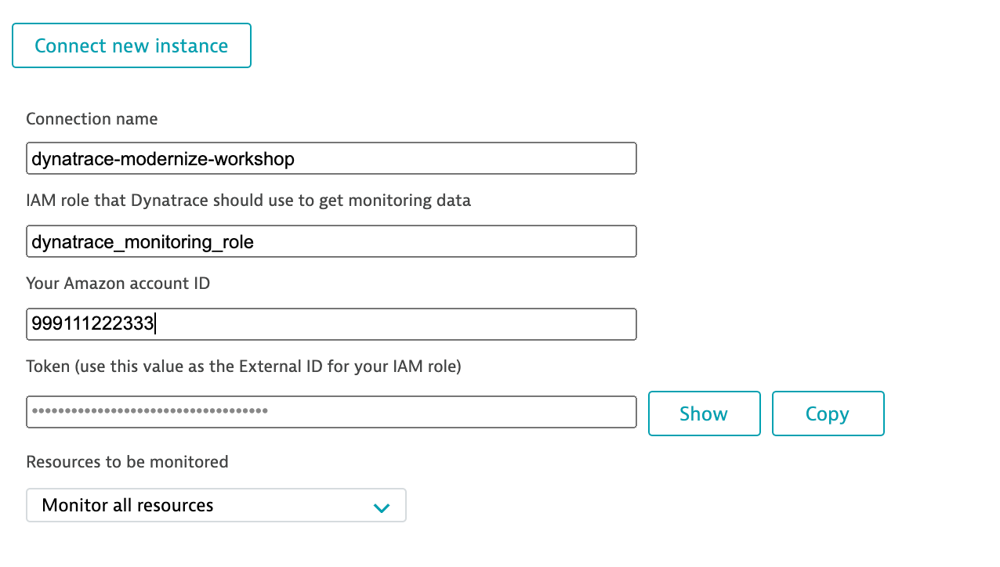 Connect new instance
Connection name
dynatrace-modernize-workshop
IAM role that Dynatrace should use to get monitoring data
dynatrace_monitoring_role
Your Amazon account ID
999111222333
Token (use this value as the External ID for your IAM role)
••••••••••••••••••••••••••••••••••••
Show Copy
Resources to be monitored
Monitor all resources